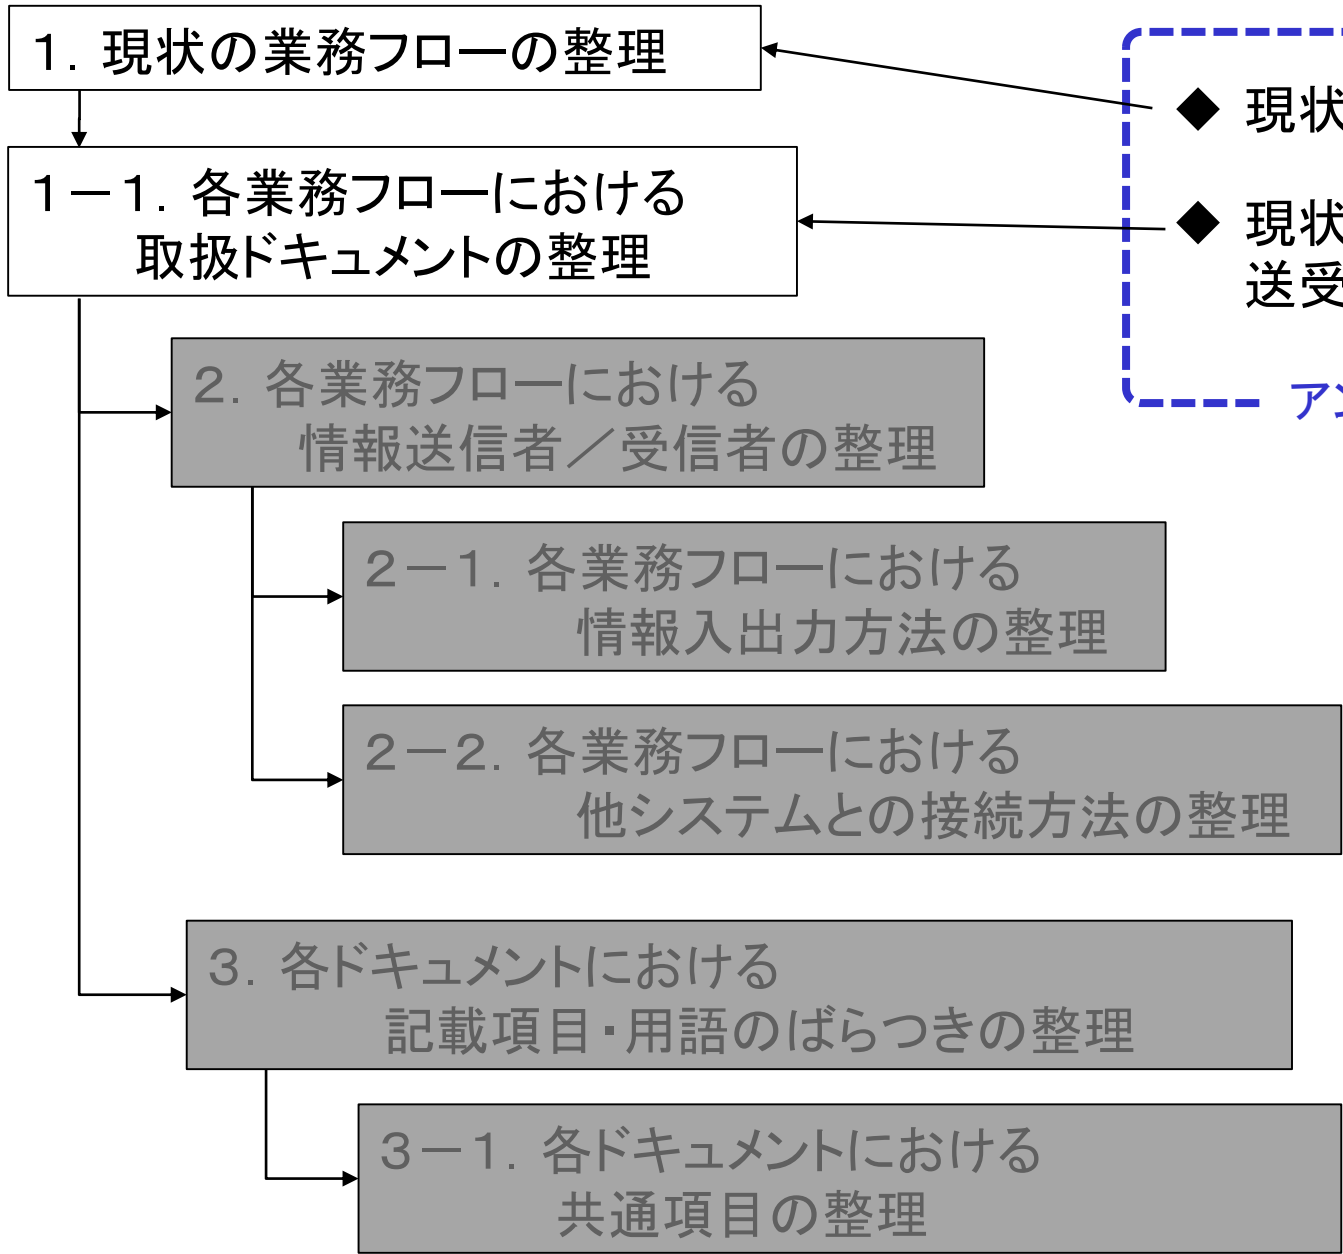 １．現状の業務フローの整理
◆ 現状
１－１．各業務フローにおける
取扱ドキュメントの整理
◆ 現状
送受
２．各業務フローにおける
情報送信者／受信者の整理
アン
２－１．各業務フローにおける
情報入出力方法の整理
２－２．各業務フローにおける
他システムとの接続方法の整理
３．各ドキュメントにおける
記載項目・用語のばらつきの整理
３－１．各ドキュメントにおける
共通項目の整理